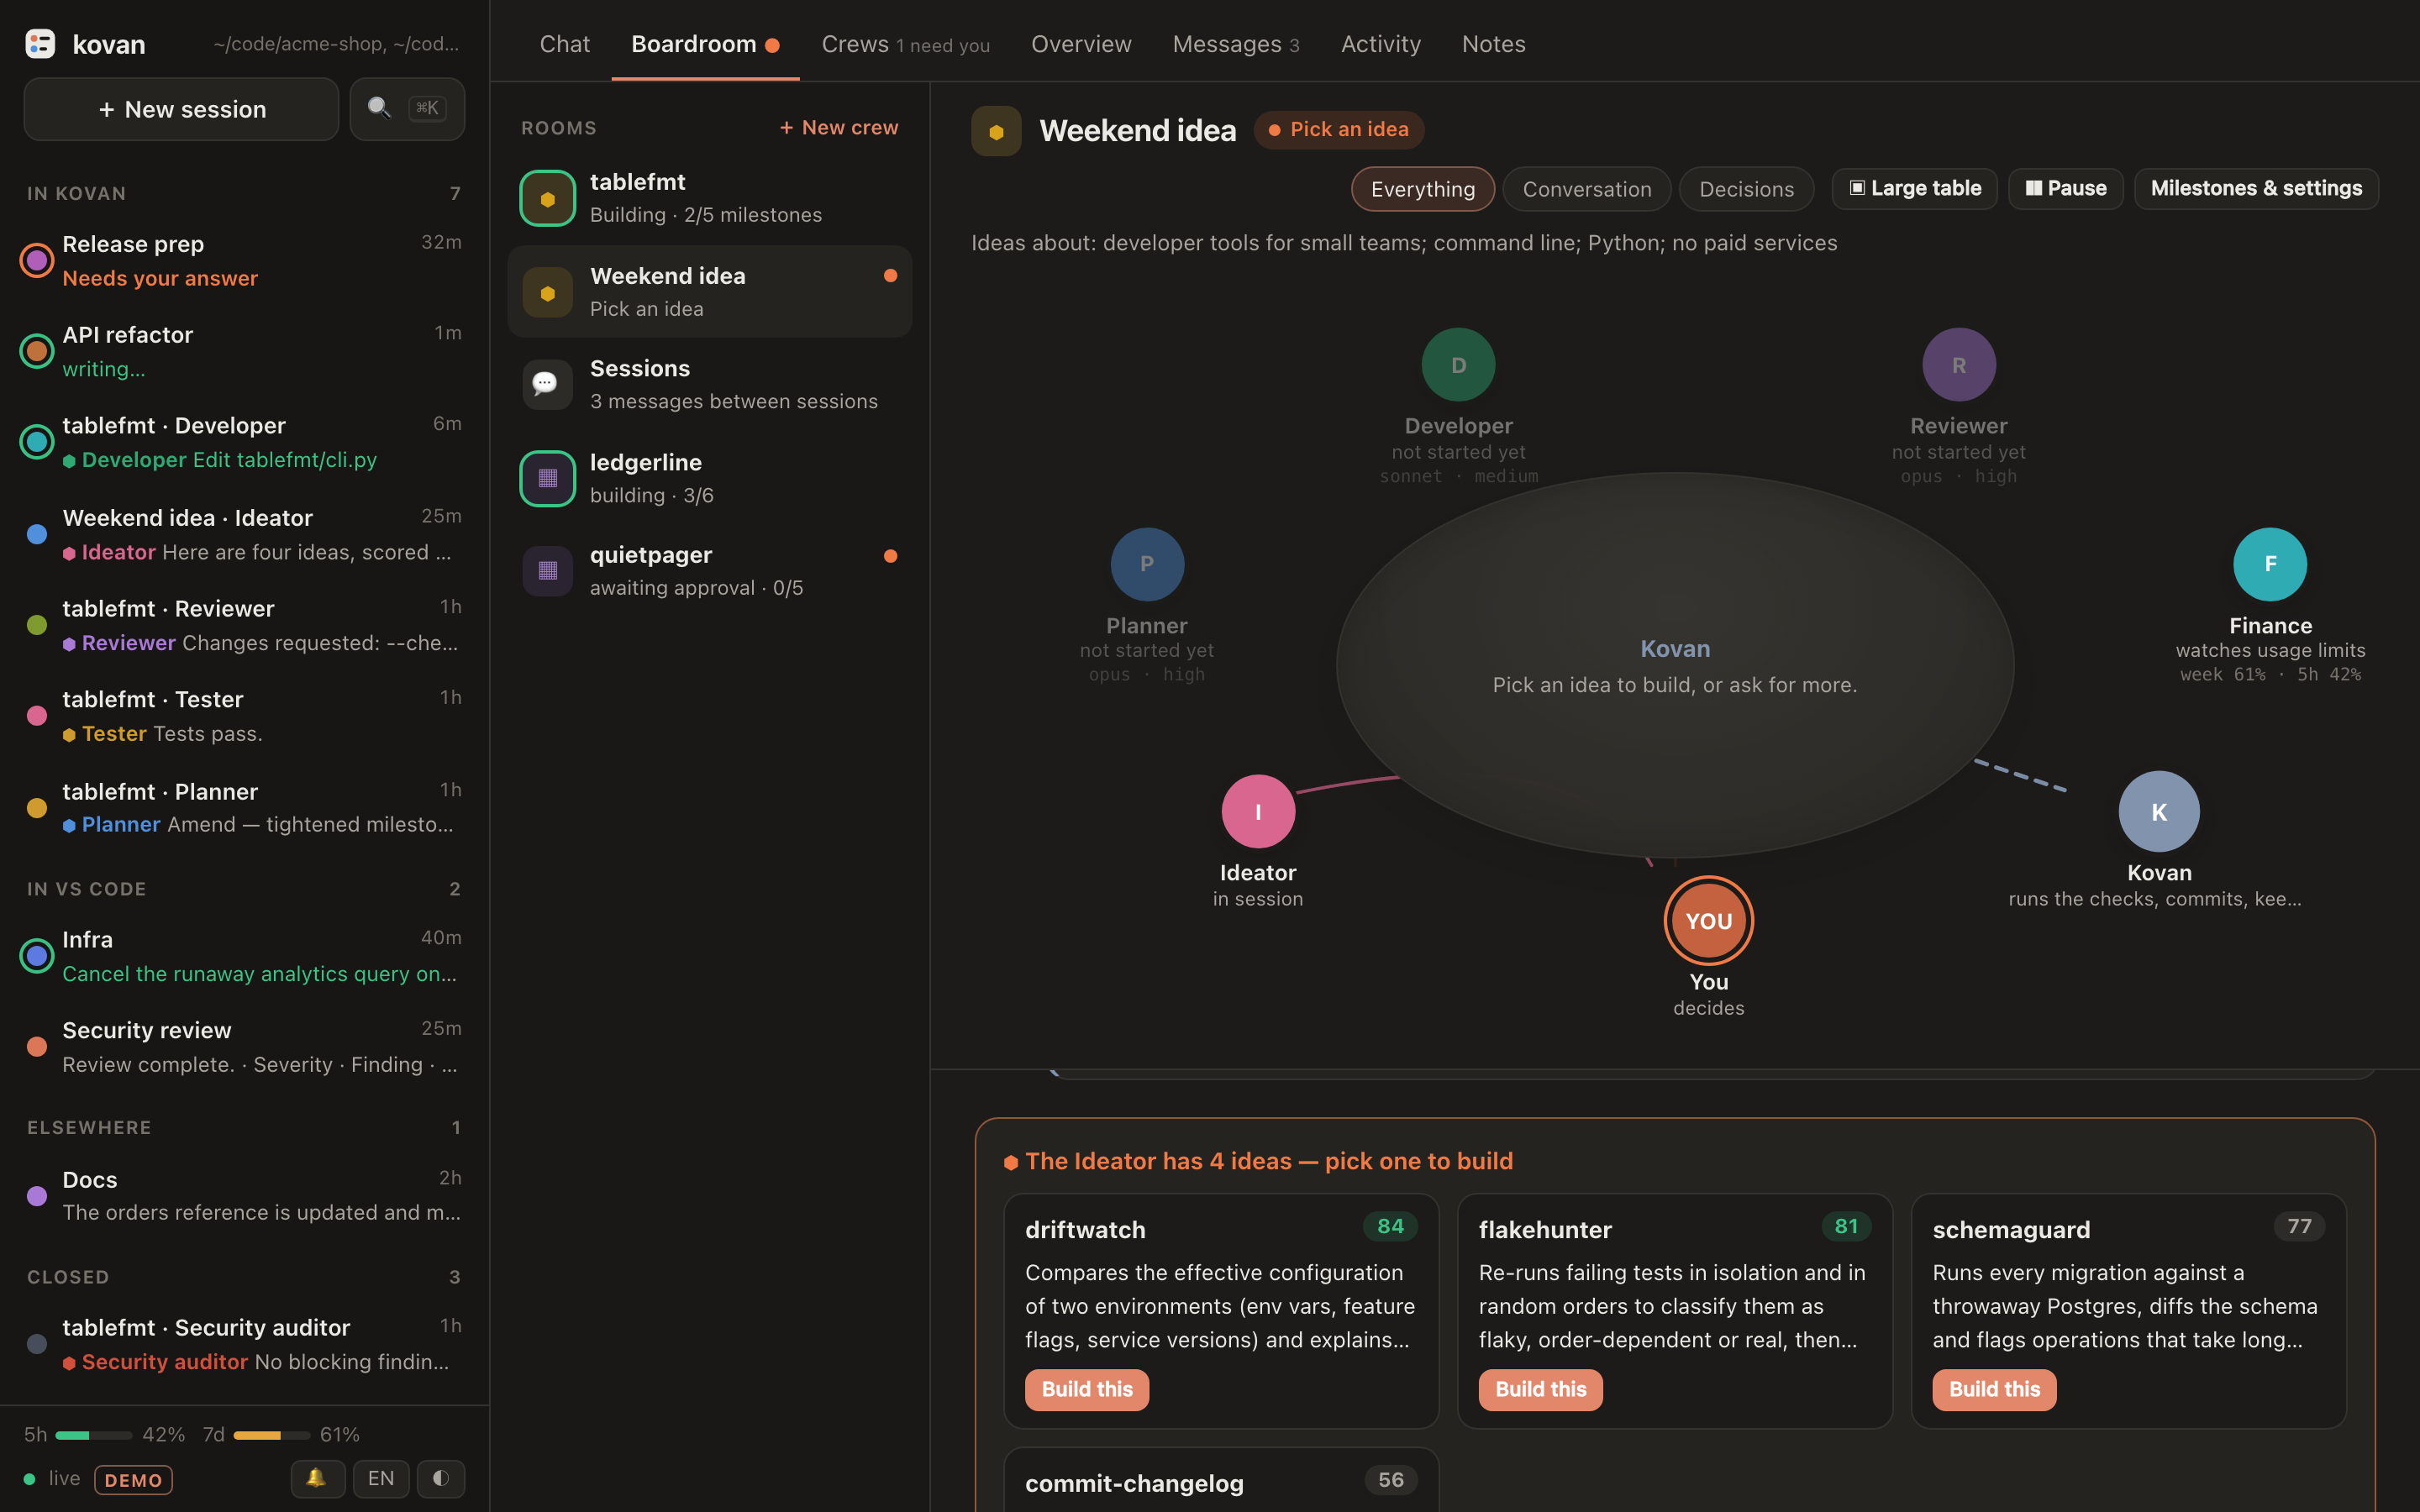 kovan
~/code/acme-shop, ~/cod...
+ New session
⌘K
IN KOVAN 7
Release prep 32m
Needs your answer
API refactor 1m
writing...
tablefmt · Developer 6m
Developer Edit tablefmt/cli.py
Weekend idea · Ideator 25m
Ideator Here are four ideas, scored ...
tablefmt · Reviewer 1h
Reviewer Changes requested: --che...
tablefmt · Tester 1h
Tester Tests pass.
tablefmt · Planner 1h
Planner Amend — tightened milesto...
IN VS CODE 2
Infra 40m
Cancel the runaway analytics query on...
Security review 25m
Review complete. · Severity · Finding · ...
ELSEWHERE 1
Docs 2h
The orders reference is updated and m...
CLOSED 3
tablefmt · Security auditor 1h
Security auditor No blocking findin...
5h 42% 7d 61%
live DEMO EN
Chat Boardroom Crews 1 need you Overview Messages 3 Activity Notes
ROOMS + New crew
tablefmt
Building · 2/5 milestones
Weekend idea
Pick an idea
Sessions
3 messages between sessions
ledgerline
building · 3/6
quietpager
awaiting approval · 0/5
Weekend idea Pick an idea
Everything Conversation Decisions Large table Pause Milestones & settings
Ideas about: developer tools for small teams; command line; Python; no paid services
D
Developer
not started yet
sonnet · medium
R
Reviewer
not started yet
opus · high
P
Planner
not started yet
opus · high
F
Finance
watches usage limits
week 61% · 5h 42%
Kovan
Pick an idea to build, or ask for more.
I
Ideator
in session
K
Kovan
runs the checks, commits, kee...
YOU
You
decides
The Ideator has 4 ideas — pick one to build
driftwatch 84
Compares the effective configuration
of two environments (env vars, feature
flags, service versions) and explains...
Build this
flakehunter 81
Re-runs failing tests in isolation and in
random orders to classify them as
flaky, order-dependent or real, then...
Build this
schemaguard 77
Runs every migration against a
throwaway Postgres, diffs the schema
and flags operations that take long...
Build this
commit-changelog 56